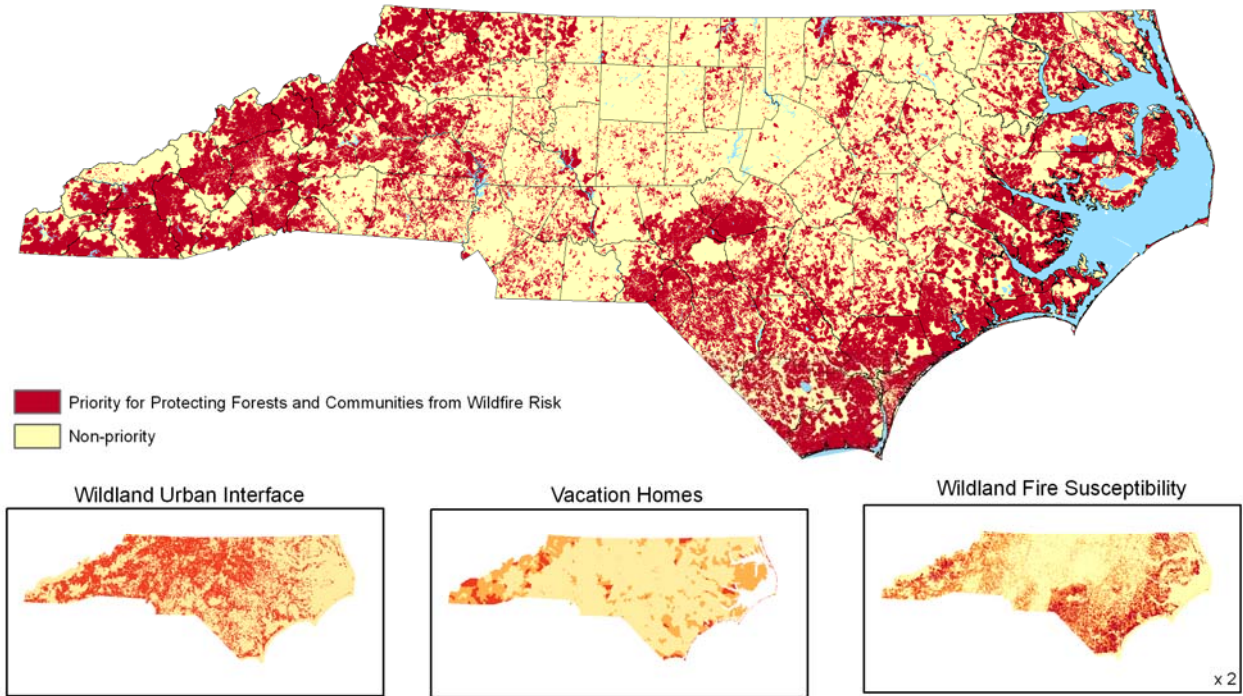 Priority for Protecting Forests and Communities from Wildfire Risk
Non-priority
Wildland Urban Interface
Vacation Homes
Wildland Fire Susceptibility
x 2